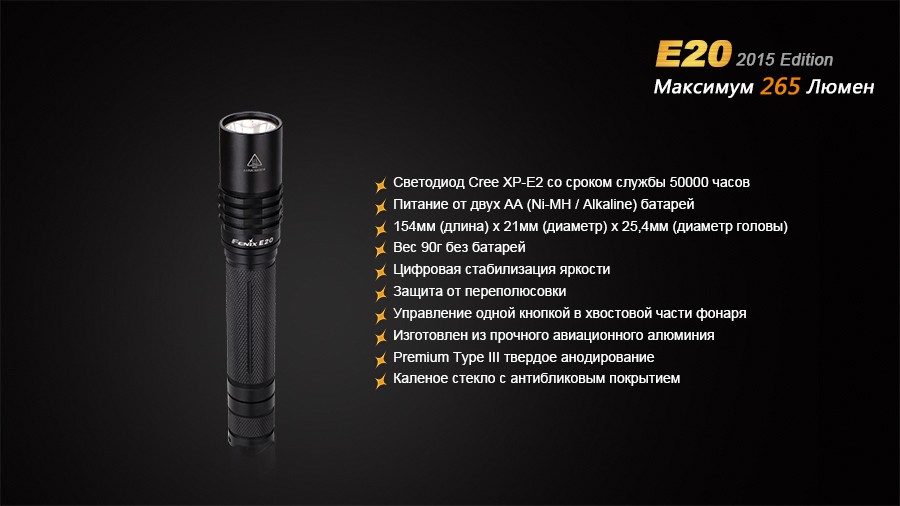 E20 2015 Edition
Максимум 265 Люмен
Светодиод Cree XP-E2 со сроком службы 50000 часов
Питание от двух AA (Ni-MH / Alkaline) батарей
154мм (длина) x 21мм (диаметр) x 25,4мм (диаметр головы)
Вес 90г без батарей
Цифровая стабилизация яркости
Защита от переполюсовки
Управление одной кнопкой в хвостовой части фонаря
Изготовлен из прочного авиационного алюминия
Premium Type III твердое анодирование
Каленое стекло с антибликовым покрытием
FENIX E20